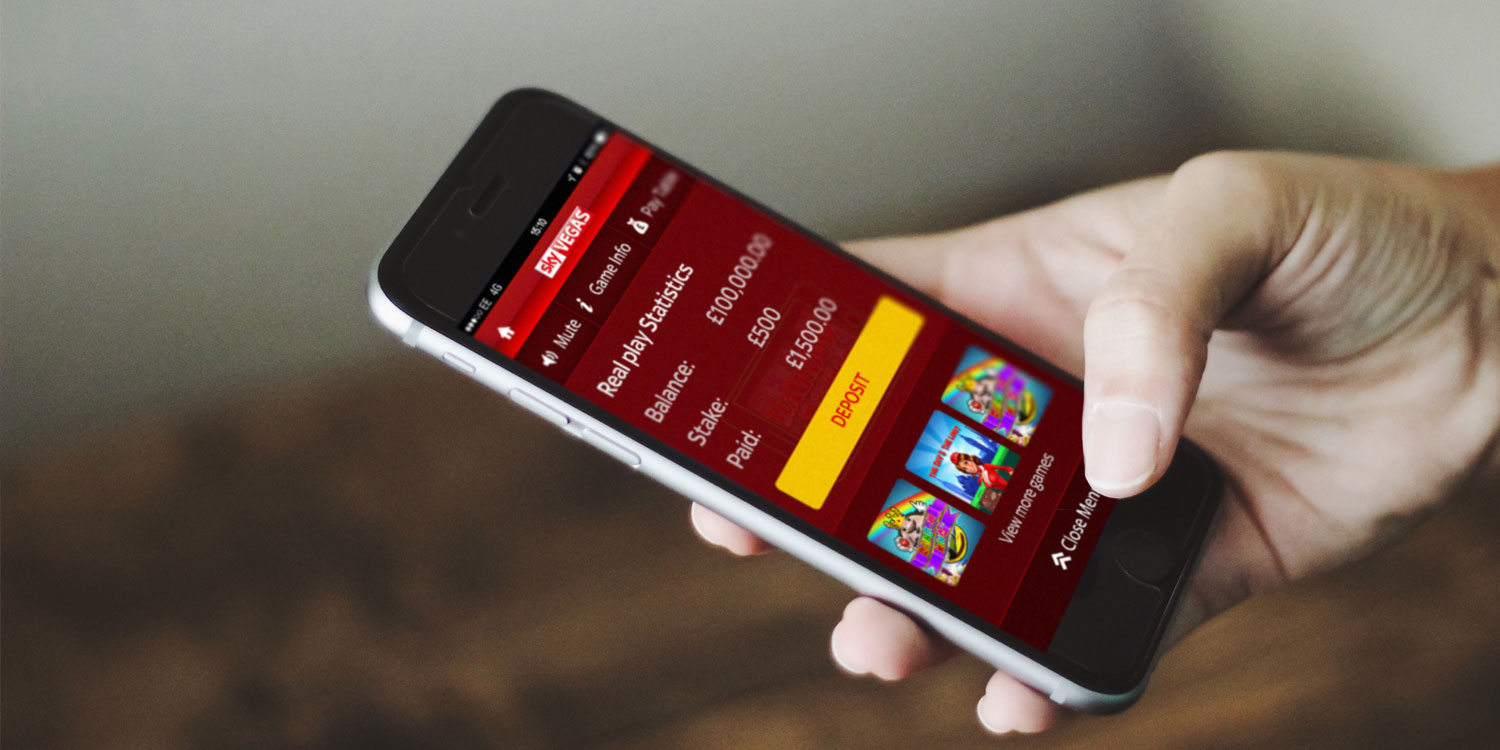 EE 4G 15:10
sky VEGAS
Mute Game Info Pay Table
Real play Statistics
Balance: £100,000.00
Stake: £500
Paid: £1,500.00
DEPOSIT
View more games
Close Men